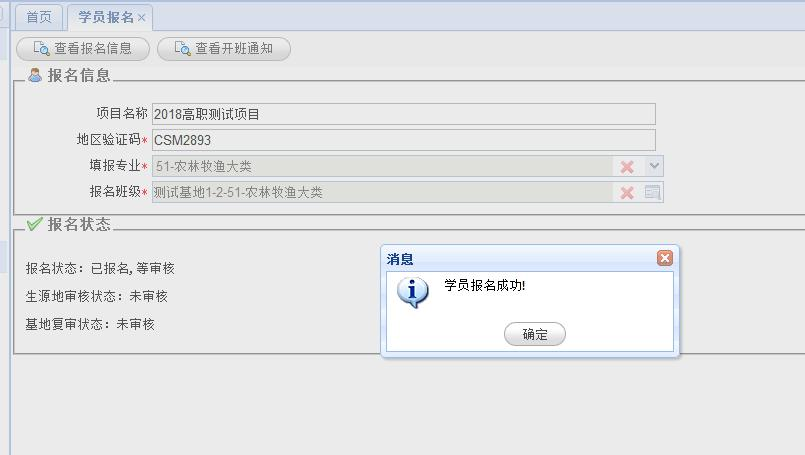 首页 学员报名
查看报名信息 查看开班通知
报名信息
项目名称 2018高职测试项目
地区验证码* CSM2893
填报专业* 51-农林牧渔大类
报名班级* 测试基地1-2-51-农林牧渔大类
报名状态
报名状态：已报名,等审核
生源地审核状态：未审核
基地复审状态：未审核
消息
学员报名成功!
确定